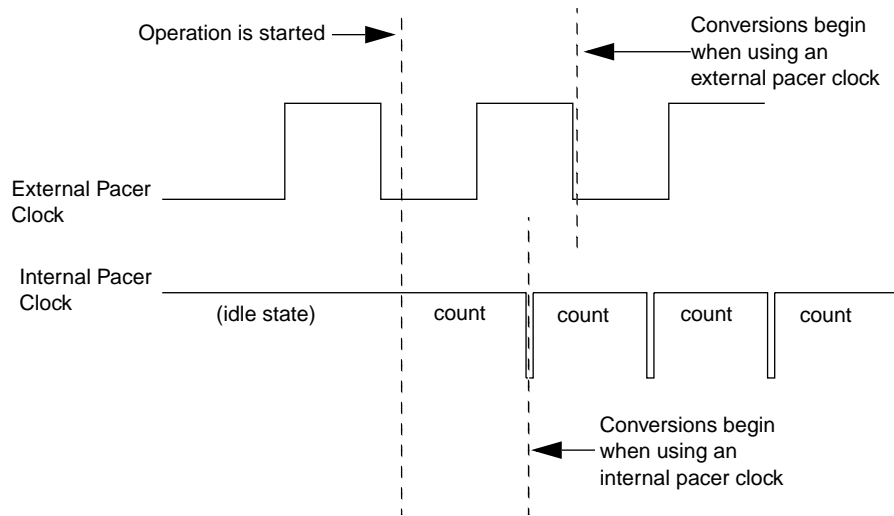 Operation is started
Conversions begin
when using an
external pacer clock
External Pacer
Clock
Internal Pacer
Clock
(idle state)
count
count
count
count
Conversions begin
when using an
internal pacer clock